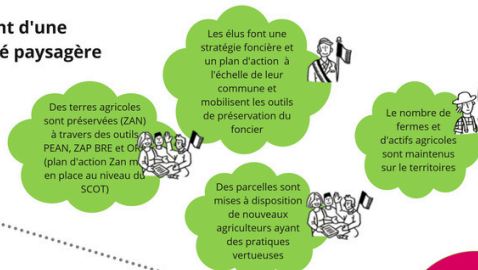 nt d'une
é paysagère
Les élus font une
stratégie foncière et
un plan d'action à
l'échelle de leur
commune et
mobilisent les outils
de préservation du
foncier
Des terres agricoles
sont préservées (ZAN)
à travers des outils
PEAN, ZAP BRE et
(plan d'action Zan
en place au niveau du
SCOT)
Le nombre de
fermes et
d'actifs agricoles
sont maintenus
sur le territoires
Des parcelles sont
mises à disposition
de nouveaux
agriculteurs ayant
des pratiques
vertueuses